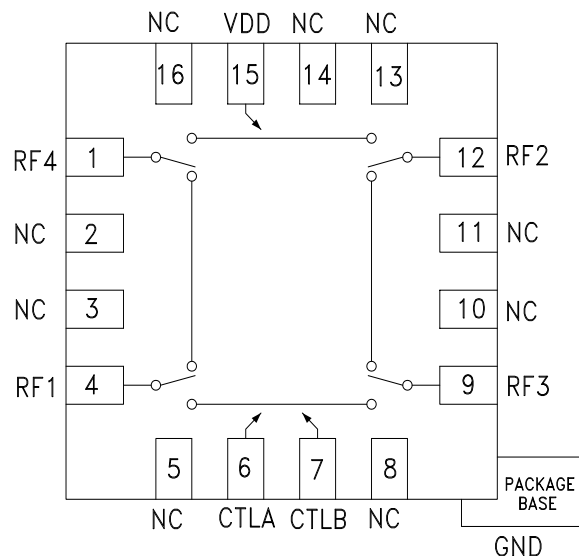 NC VDD NC NC
16 15 14 13
RF4 1 12 RF2
NC 2 11 NC
NC 3 10 NC
RF1 4 9 RF3
5 6 7 8
NC CTLA CTLB NC
PACKAGE
BASE
GND